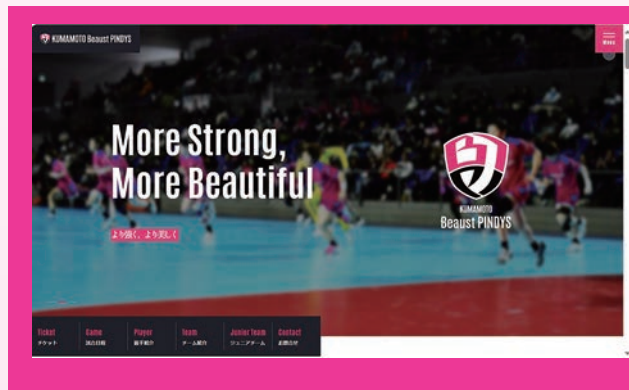 KUMAMOTO Beaust PINDYS
MENU
More Strong,
More Beautiful
より強く、より美しく
KUMAMOTO
Beaust PINDYS
Ticket
チケット
Game
試合日程
Player
選手紹介
Team
チーム紹介
Junior Team
ジュニアチーム
Contact
お問合せ